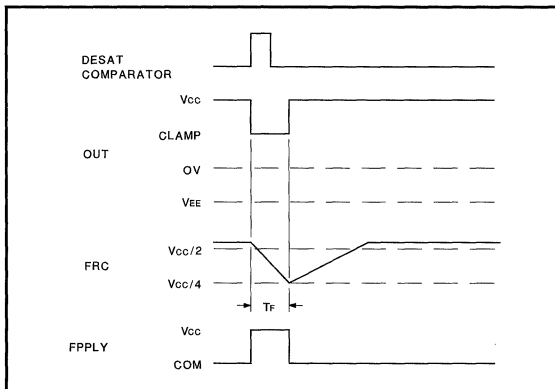 DESAT
COMPARATOR
Vcc
CLAMP
OUT
OV
VEE
Vcc/2
FRC
Vcc/4
TF
Vcc
FPPLY
COM